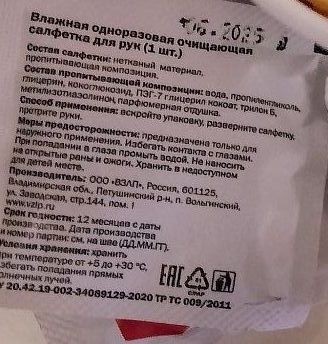 Влажная одноразовая очищающая
салфетка для рук (1 шт.)
06.2025
Состав салфетки: нетканый материал,
пропитывающая композиция.
Состав пропитывающей композиции: вода, пропиленгликоль,
глицерин, кокоглюкозид, ПЭГ-7 глицерил кокоат, трилон Б,
метилизотиазолинон, парфюмерная отдушка.
Способ применения: вскройте упаковку, разверните салфетку,
протрите руки.
Меры предосторожности: предназначено только для
наружного применения. Избегать контакта с глазами.
При попадании в глаза промыть водой. Не наносить
на открытые раны и ожоги. Хранить в недоступном
для детей месте.
Производитель: ООО «ВЗЛП», Россия, 601125,
Владимирская обл., Петушинский р-н, п. Вольгинский,
ул. Заводская, стр.144, пом. I
www.vzlp.ru
Срок годности: 12 месяцев с даты
производства. Дата производства
и номер партии: см. на шве (ДД.ММ.ГГ).
Условия хранения: хранить
при температуре от +5 до +30 °С,
избегать попадания прямых
солнечных лучей.
ЕАС
У 20.42.19-002-34089129-2020 ТР ТС 009/2011